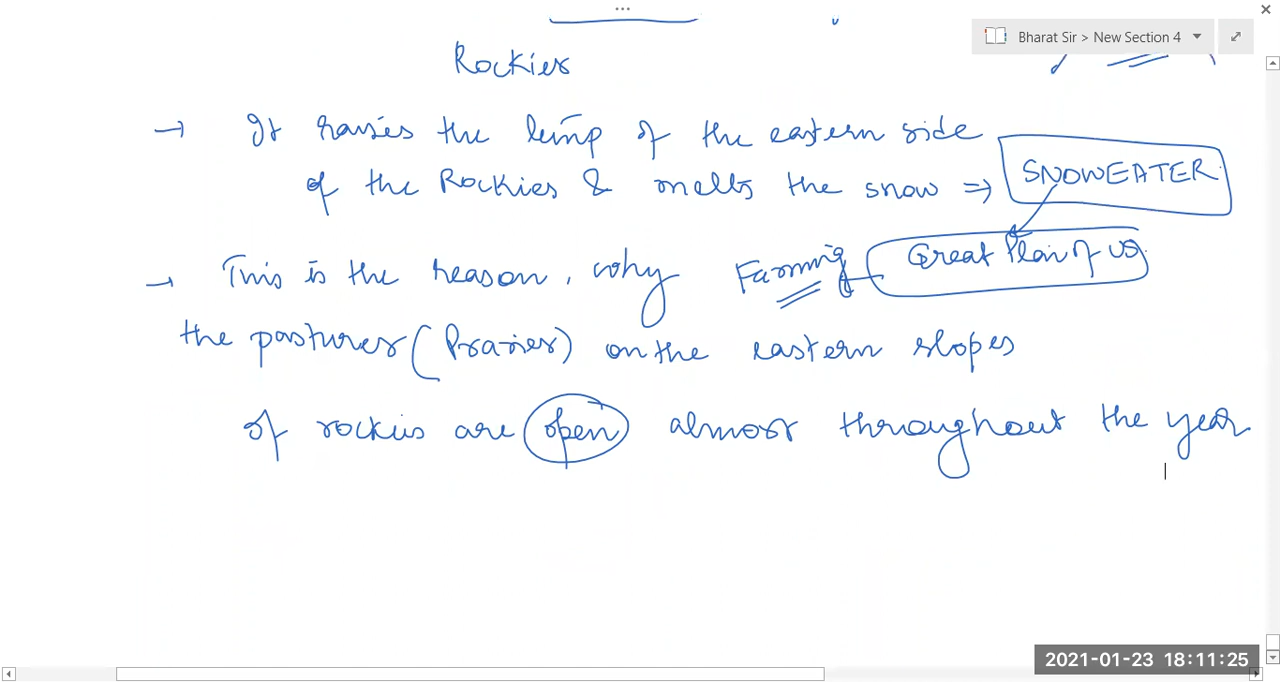 Bharat Sir > New Section 4
Rockies
→ It raises the temp of the eastern side
of the Rockies & melts the snow ⇒ SNOWEATER
→ This is the reason, why Farming Great Plain of US
the pastures (Praries) on the eastern slopes
of rockies are open almost throughout the year
2021-01-23 18:11:25